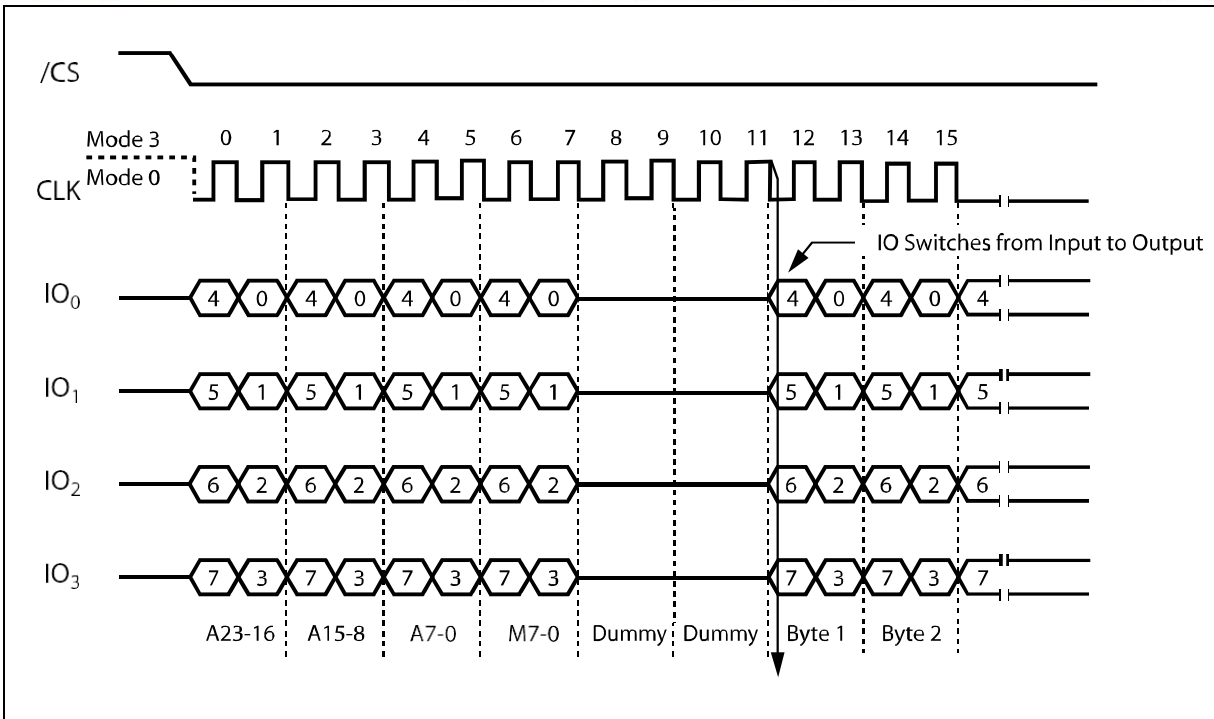 /CS
Mode 3
0 1 2 3 4 5 6 7 8 9 10 11 12 13 14 15
Mode 0
CLK
IO Switches from Input to Output
IO0 4 0 4 0 4 0 4 0 4 0 4 0 4
IO1 5 1 5 1 5 1 5 1 5 1 5 1 5
IO2 6 2 6 2 6 2 6 2 6 2 6 2 6
IO3 7 3 7 3 7 3 7 3 7 3 7 3 7
A23-16 A15-8 A7-0 M7-0 Dummy Dummy Byte 1 Byte 2